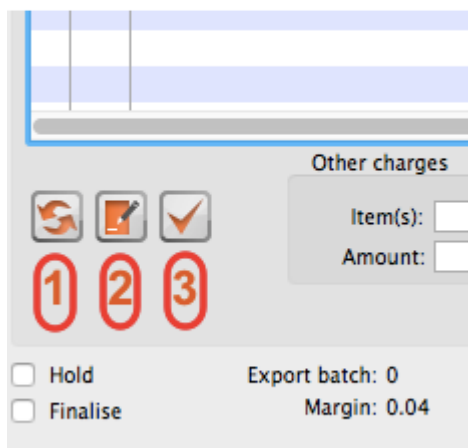 Other charges
Item(s):
Amount:
1 2 3
Hold
Export batch: 0
Finalise
Margin: 0.04